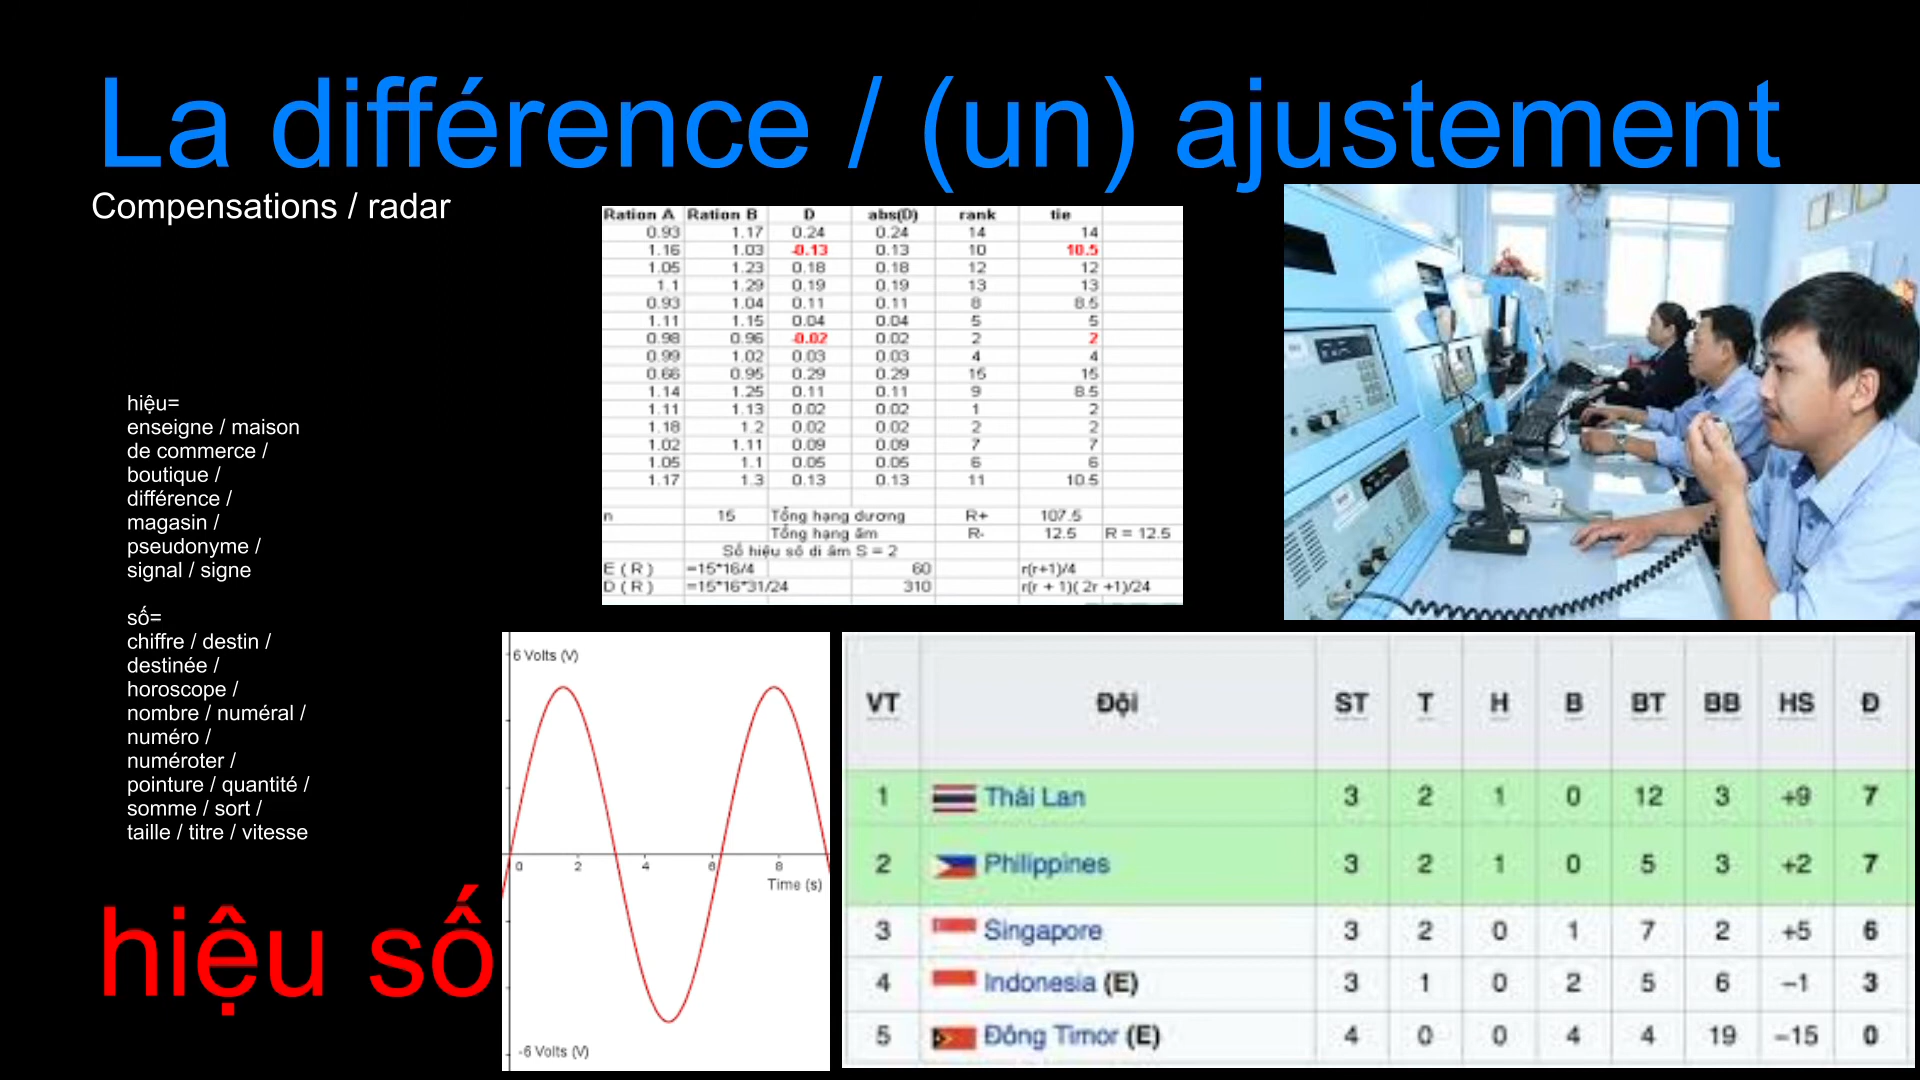 La différence / (un) ajustement
Compensations / radar
Ration A Ration B D abs(D) rank tie
0.93 1.17 0.24 0.24 14 14
1.16 1.03 -0.13 0.13 10 10.5
1.05 1.23 0.18 0.18 12 12
1.1 1.29 0.19 0.19 13 13
0.93 1.04 0.11 0.11 8 8.5
1.11 1.15 0.04 0.04 5 5
0.98 0.96 -0.02 0.02 2 2
0.99 1.02 0.03 0.03 4 4
0.66 0.95 0.29 0.29 15 15
1.14 1.25 0.11 0.11 9 8.5
1.11 1.13 0.02 0.02 1 2
1.18 1.2 0.02 0.02 2 2
1.02 1.11 0.09 0.09 7 7
1.05 1.1 0.05 0.05 6 6
1.17 1.3 0.13 0.13 11 10.5
n 15 Tổng hạng dương R+ 107.5
Tổng hạng âm R- 12.5 R = 12.5
Số hiệu số di âm S = 2
E ( R ) =15*16/4 60 r(r+1)/4
D ( R ) =15*16*31/24 310 r(r + 1)( 2r +1)/24
hiệu=
enseigne / maison
de commerce /
boutique /
différence /
magasin /
pseudonyme /
signal / signe
số=
chiffre / destin /
destinée /
horoscope /
nombre / numéral /
numéro /
numéroter /
pointure / quantité /
somme / sort /
taille / titre / vitesse
hiệu số
6 Volts (V)
0 2 4 6 8
Time (s)
-6 Volts (V)
VT Đội ST T H B BT BB HS Đ
1 Thái Lan 3 2 1 0 12 3 +9 7
2 Philippines 3 2 1 0 5 3 +2 7
3 Singapore 3 2 0 1 7 2 +5 6
4 Indonesia (E) 3 1 0 2 5 6 −1 3
5 Đông Timor (E) 4 0 0 4 4 19 −15 0